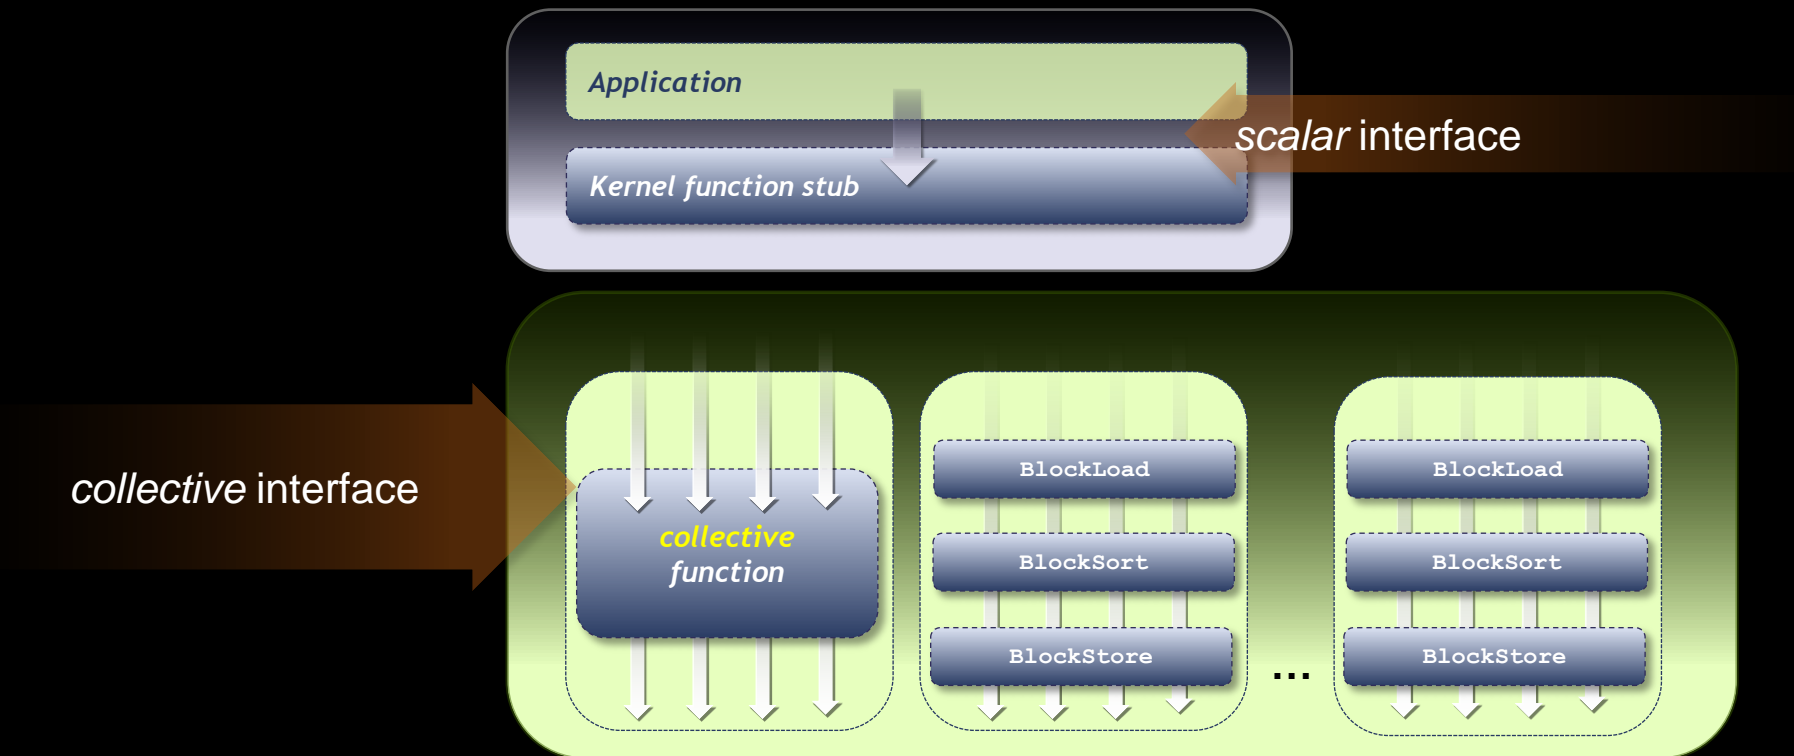 Application
scalar interface
Kernel function stub
collective interface
collective
function
BlockLoad
BlockSort
BlockStore
...
BlockLoad
BlockSort
BlockStore